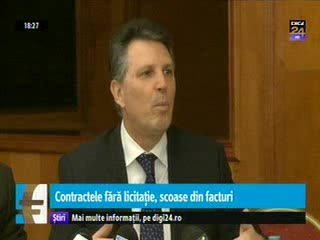 18:27
DIGI
24
Contractele fără licitație, scoase din facturi
Știri
Mai multe informații, pe digi24.ro